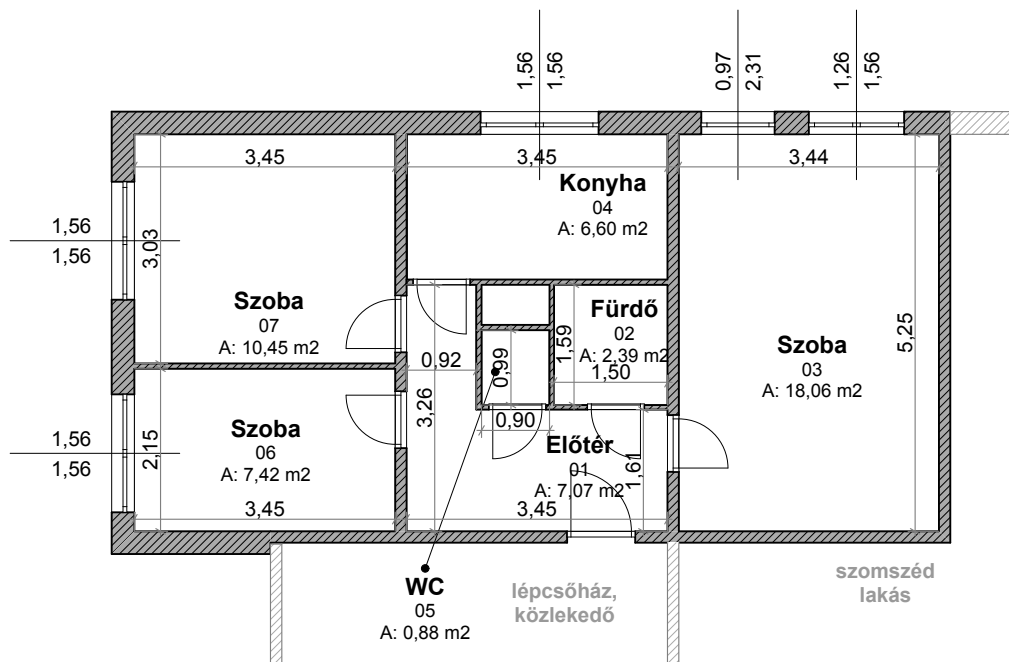 1,56
1,56
0,97
2,31
1,26
1,56
3,45
3,45
3,44
Konyha
04
A: 6,60 m2
1,56
1,56
3,03
Szoba
07
A: 10,45 m2
Fürdő
02
A: 2,39 m2
1,59
1,50
0,92
0,99
3,26
Szoba
03
A: 18,06 m2
5,25
1,56
1,56
2,15
Szoba
06
A: 7,42 m2
3,45
0,90
Előtér
01
A: 7,07 m2
1,61
3,45
WC
05
A: 0,88 m2
lépcsőház,
közlekedő
szomszéd
lakás